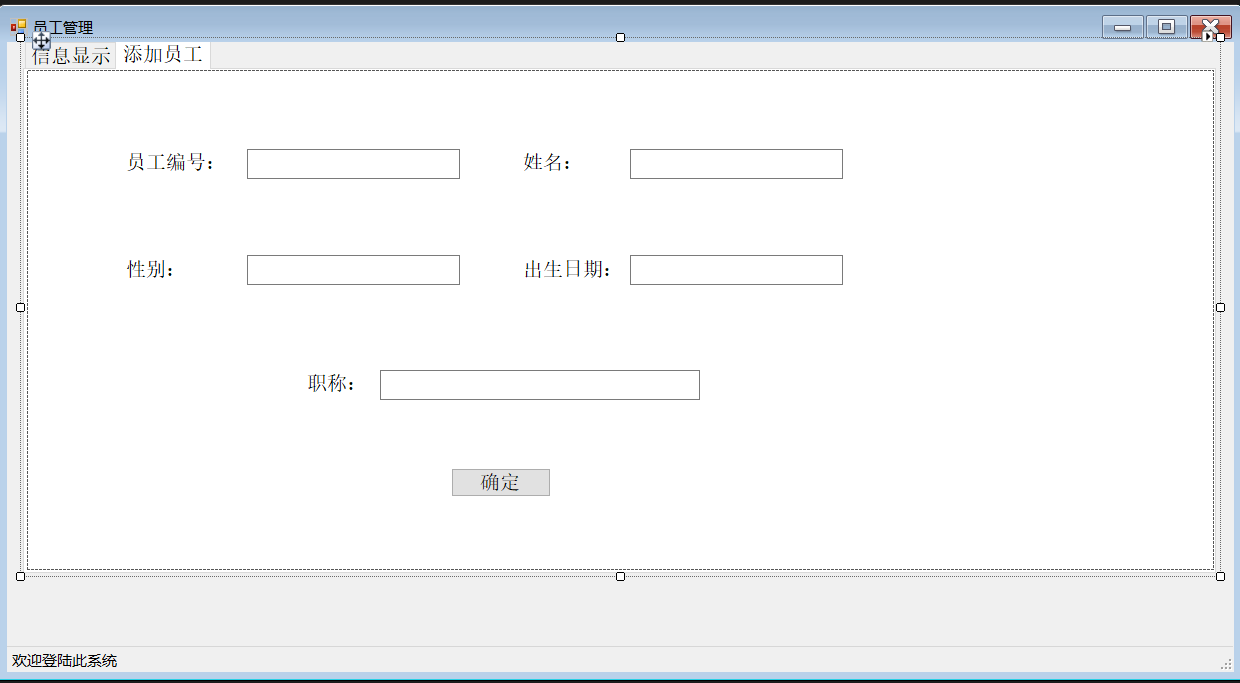 员工管理
信息显示 添加员工
员工编号： 姓名：
性别： 出生日期：
职称：
确定
欢迎登陆此系统